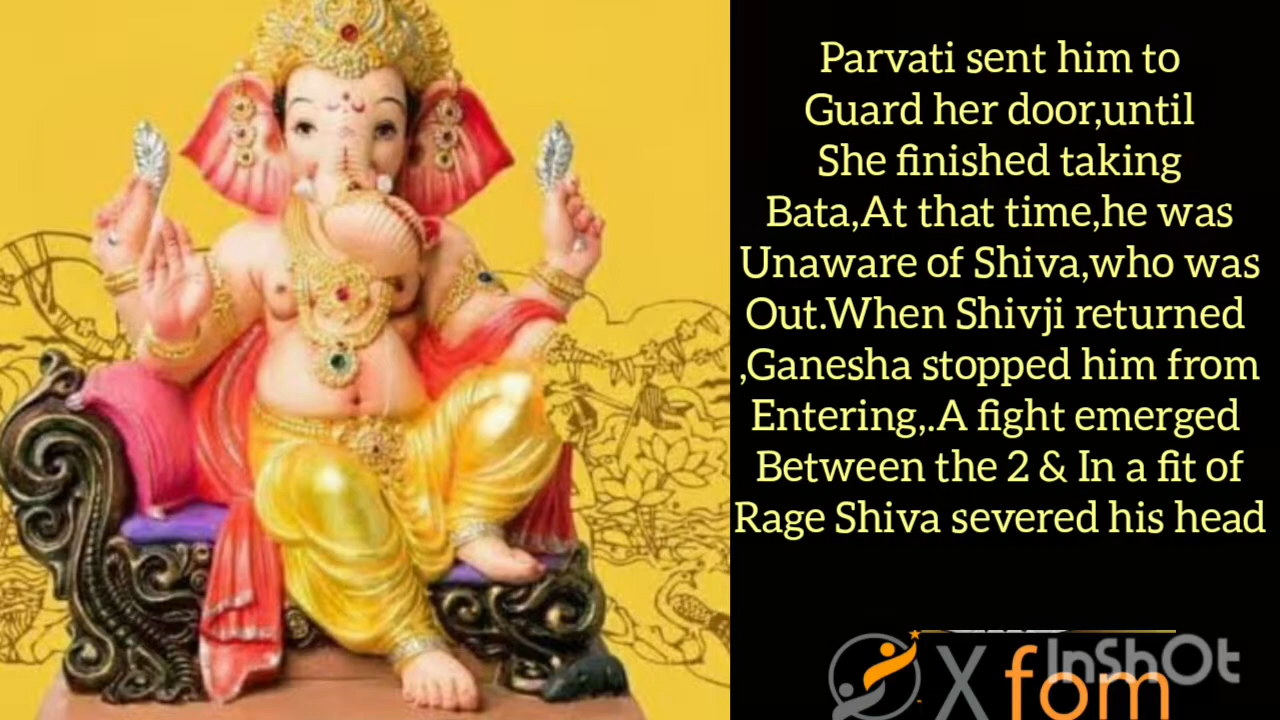 Parvati sent him to
Guard her door,until
She finished taking
Bata,At that time,he was
Unaware of Shiva,who was
Out.When Shivji returned
,Ganesha stopped him from
Entering,.A fight emerged
Between the 2 & In a fit of
Rage Shiva severed his head
X fom
InShOt